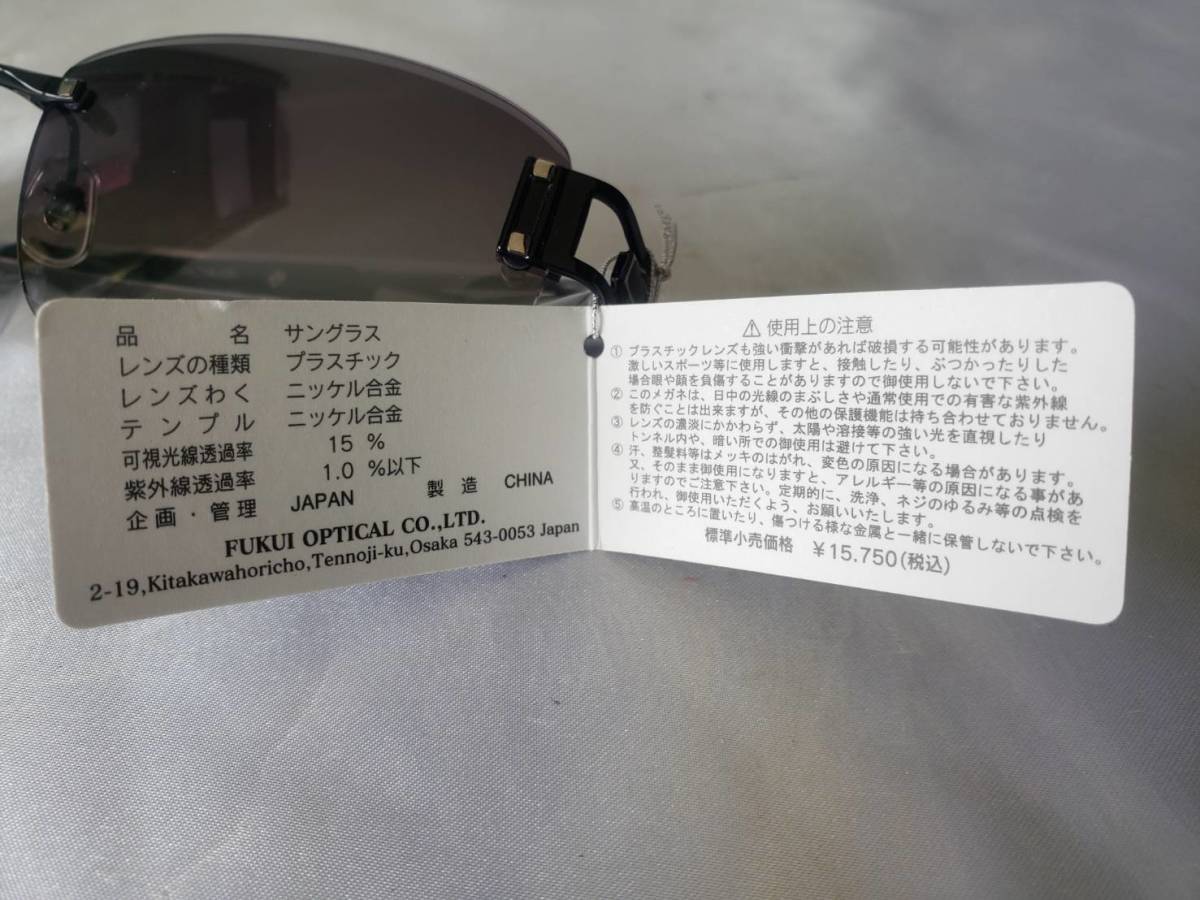 品名 サングラス
レンズの種類 プラスチック
レンズわく ニッケル合金
テンプル ニッケル合金
可視光線透過率 15 %
紫外線透過率 1.0 %以下
企画・管理 JAPAN 製造 CHINA
FUKUI OPTICAL CO.,LTD.
2-19,Kitakawahoricho,Tennoji-ku,Osaka 543-0053 Japan
⚠ 使用上の注意
① プラスチックレンズも強い衝撃があれば破損する可能性があります。
激しいスポーツ等に使用しますと、接触したり、ぶつかったりした
場合眼や顔を負傷することがありますので御使用しないで下さい。
② このメガネは、日中の光線のまぶしさや通常使用での有害な紫外線
を防ぐことは出来ますが、その他の保護機能は持ち合わせておりません。
③ レンズの濃淡にかかわらず、太陽や溶接等の強い光を直視したり
トンネル内や、暗い所での御使用は避けて下さい。
④ 汗、整髪料等はメッキのはがれ、変色の原因になる場合があります。
又、そのまま御使用になりますと、アレルギー等の原因になる事があ
りますのでご注意下さい。定期的に、洗浄、ネジのゆるみ等の点検を
行われ、御使用いただくよう、お願いいたします。
⑤ 高温のところに置いたり、傷つける様な金属と一緒に保管しないで下さい。
標準小売価格 ¥15.750(税込)